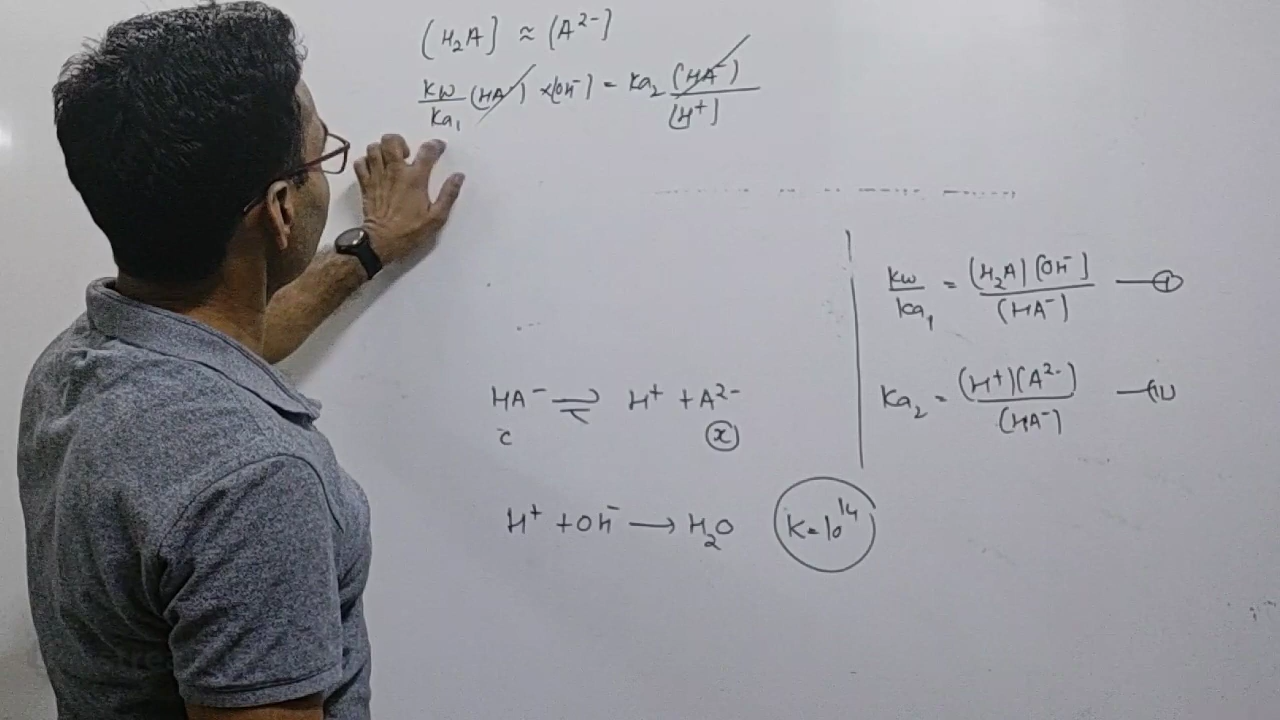 [H₂A] ≈ [A²⁻]
Kw/Ka₁ [HA⁻] × [OH⁻] = Ka₂ [HA⁻]/[H⁺]
Kw/Ka₁ = [H₂A][OH⁻]/[HA⁻] — (I)
Ka₂ = [H⁺][A²⁻]/[HA⁻] — (II)
HA⁻ ⇌ H⁺ + A²⁻
c x
H⁺ + OH⁻ → H₂O K = 10¹⁴